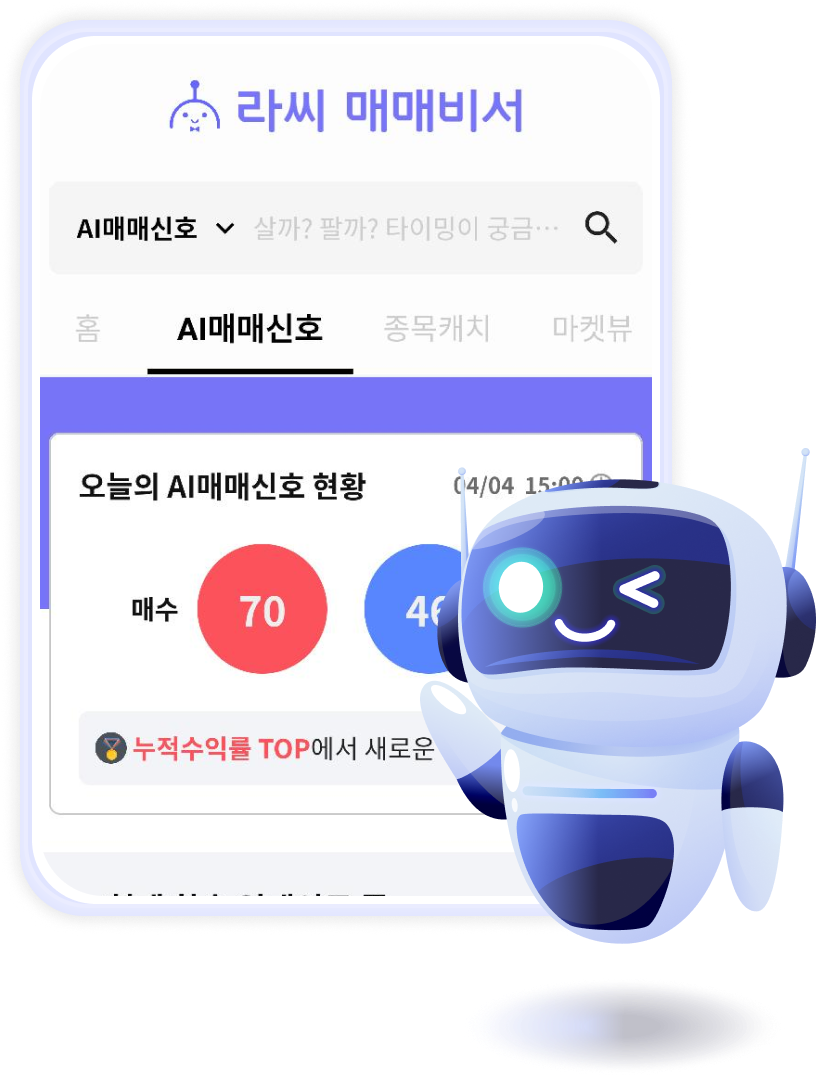 라씨 매매비서
AI매매신호 살까? 팔까? 타이밍이 궁금…
홈 AI매매신호 종목캐치 마켓뷰
오늘의 AI매매신호 현황 04/04 15:00
매수 70 46
누적수익률 TOP에서 새로운